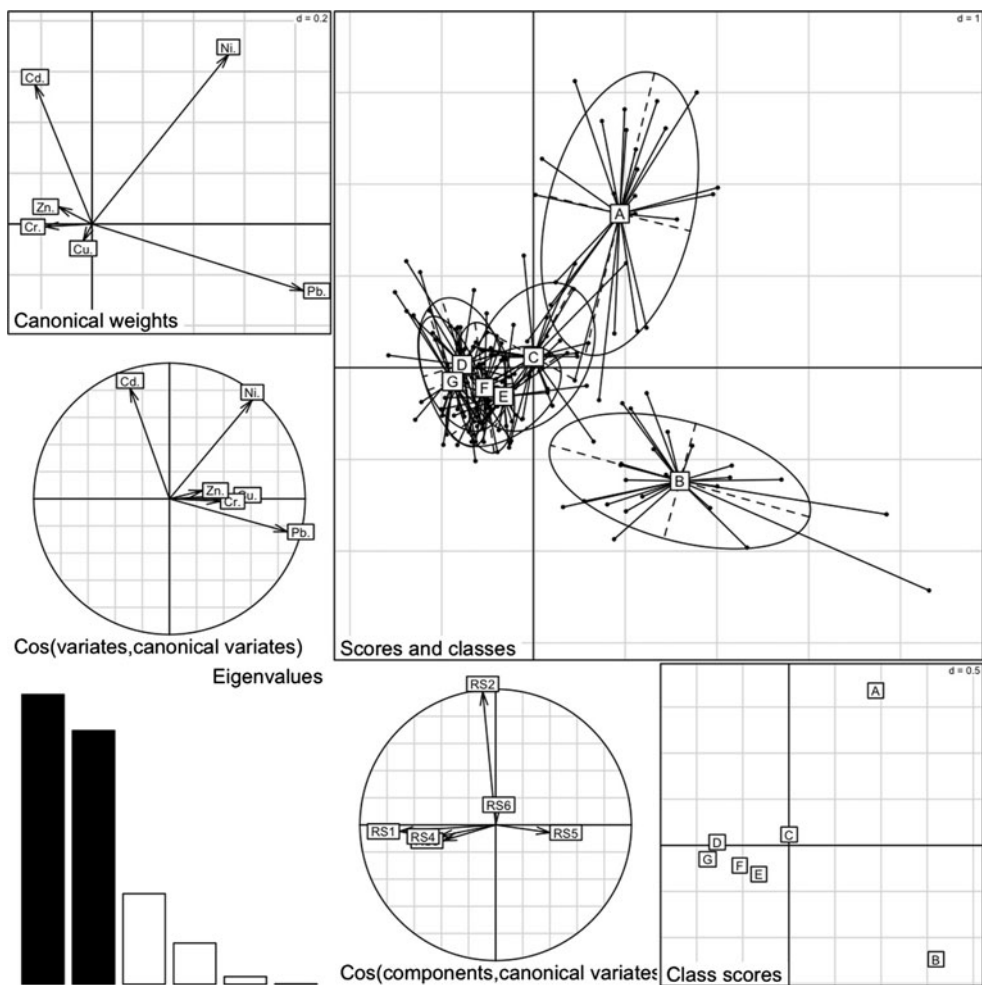 d = 0.2
Ni.
Cd.
Zn.
Cr.
Cu.
Pb.
Canonical weights
d = 1
A
C
D
G
F
E
B
Scores and classes
Cd.
Ni.
Zn.
Cu.
Cr.
Pb.
Cos(variates,canonical variates)
Eigenvalues
RS2
RS6
RS1
RS4
RS5
Cos(components,canonical variates
d = 0.5
A
C
D
G
F
E
B
Class scores